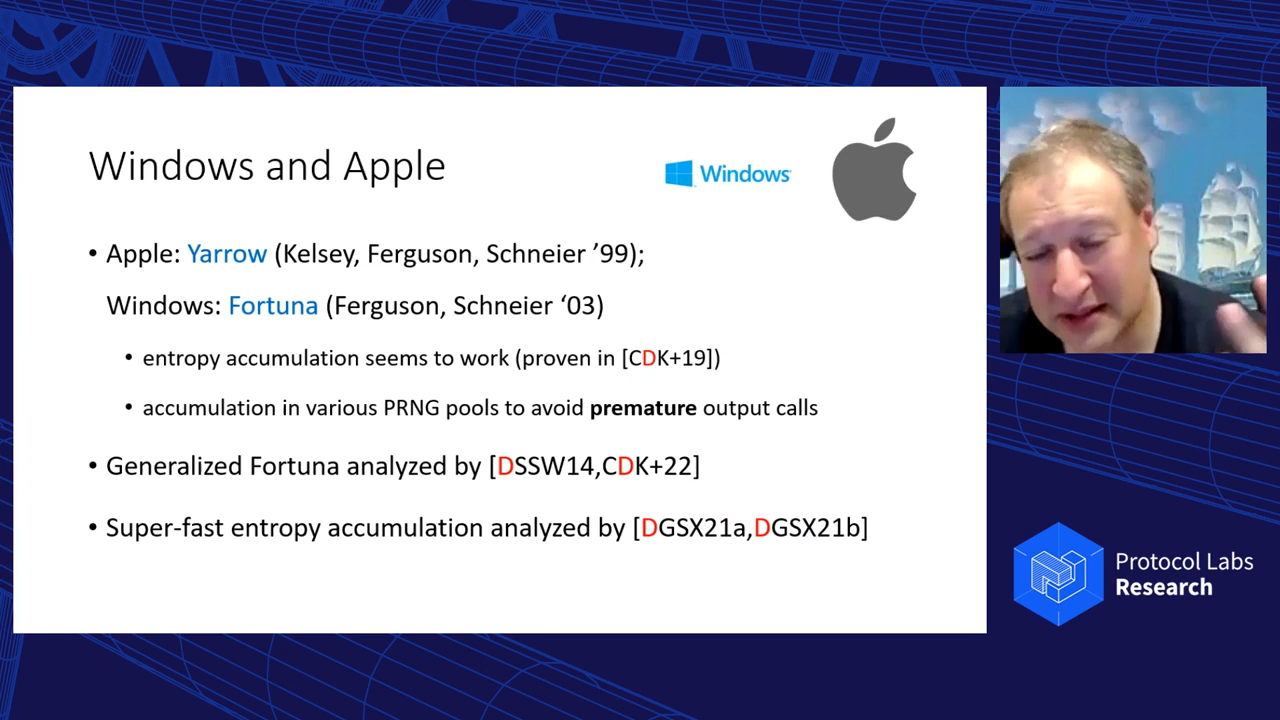 Windows and Apple
Windows
• Apple: Yarrow (Kelsey, Ferguson, Schneier ’99);
Windows: Fortuna (Ferguson, Schneier ‘03)
• entropy accumulation seems to work (proven in [CDK+19])
• accumulation in various PRNG pools to avoid premature output calls
• Generalized Fortuna analyzed by [DSSW14,CDK+22]
• Super-fast entropy accumulation analyzed by [DGSX21a,DGSX21b]
Protocol Labs
Research